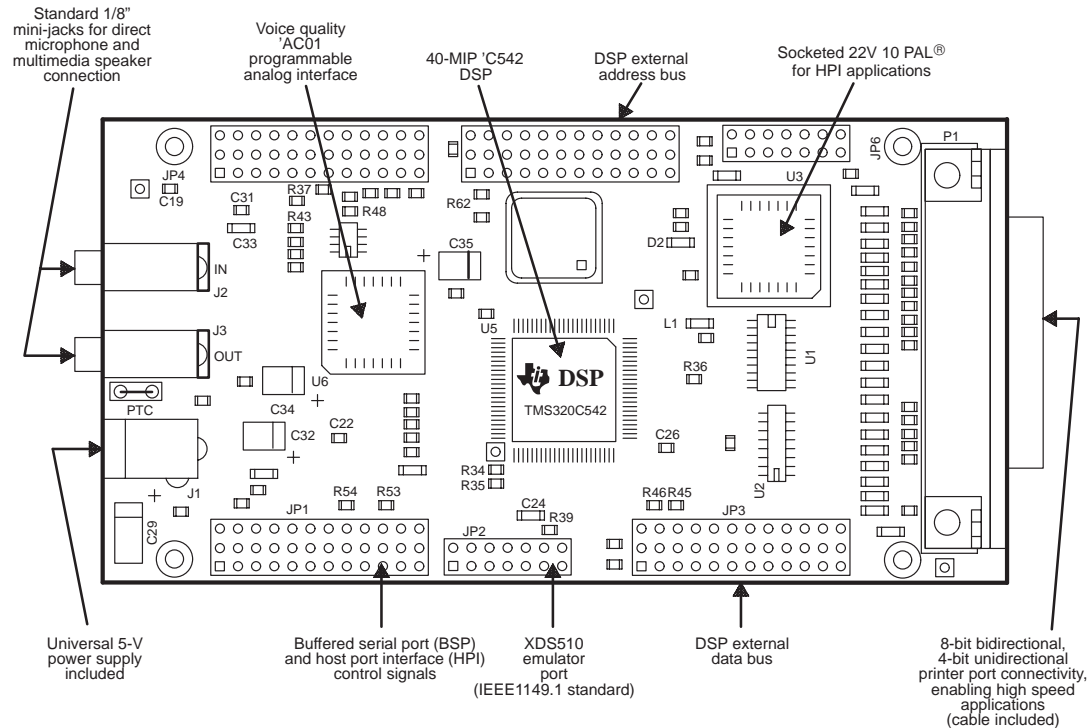 Standard 1/8”
mini-jacks for direct
microphone and
multimedia speaker
connection
Voice quality
’AC01
programmable
analog interface
40-MIP ’C542
DSP
DSP external
address bus
Socketed 22V 10 PAL®
for HPI applications
JP4
C19
C31
C33
R37
R43
R48
C35
R62
D2
U3
JP6
P1
IN
J2
J3
OUT
PTC
U6
C34
C32
C22
U5
DSP
TMS320C542
L1
R36
U1
C26
U2
J1
C29
R34
R35
R54
R53
JP1
JP2
C24
R39
R46
R45
JP3
Universal 5-V
power supply
included
Buffered serial port (BSP)
and host port interface (HPI)
control signals
XDS510
emulator
port
(IEEE1149.1 standard)
DSP external
data bus
8-bit bidirectional,
4-bit unidirectional
printer port connectivity,
enabling high speed
applications
(cable included)